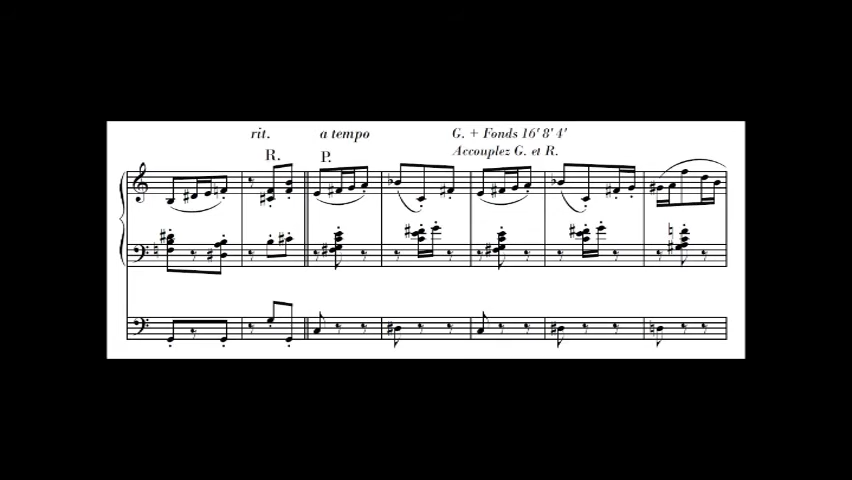 rit. a tempo G. + Fonds 16' 8' 4'
R. P. Accouplez G. et R.